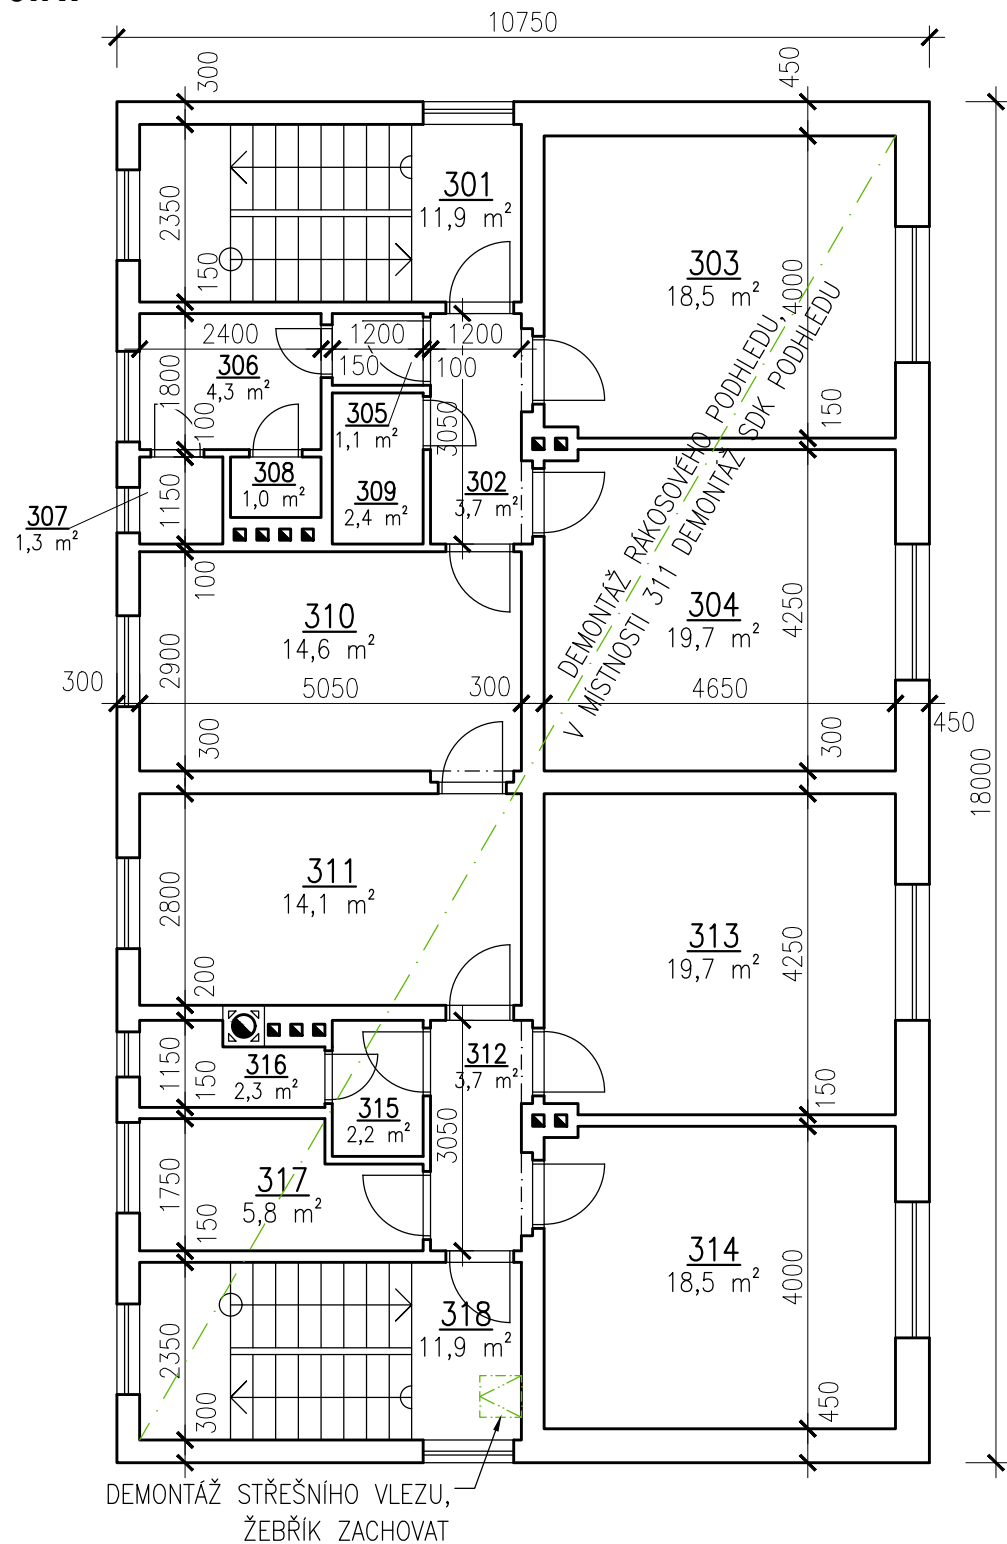 10750
300
450
2350
150
301
11,9 m²
303
18,5 m²
4000
2400
1200
1200
150
100
306
4,3 m²
1800
100
305
1,1 m²
3050
150
308
1,0 m²
309
2,4 m²
302
3,7 m²
307
1,3 m²
1150
100
DEMONTÁŽ RÁKOSOVÉHO PODHLEDU,
V MÍSTNOSTI 311 DEMONTÁŽ SDK PODHLEDU
310
14,6 m²
304
19,7 m²
4250
2900
300
5050
300
4650
450
300
300
18000
311
14,1 m²
2800
200
313
19,7 m²
4250
1150
150
316
2,3 m²
312
3,7 m²
150
315
2,2 m²
3050
317
5,8 m²
1750
150
314
18,5 m²
4000
318
11,9 m²
2350
300
450
DEMONTÁŽ STŘEŠNÍHO VLEZU,
ŽEBŘÍK ZACHOVAT